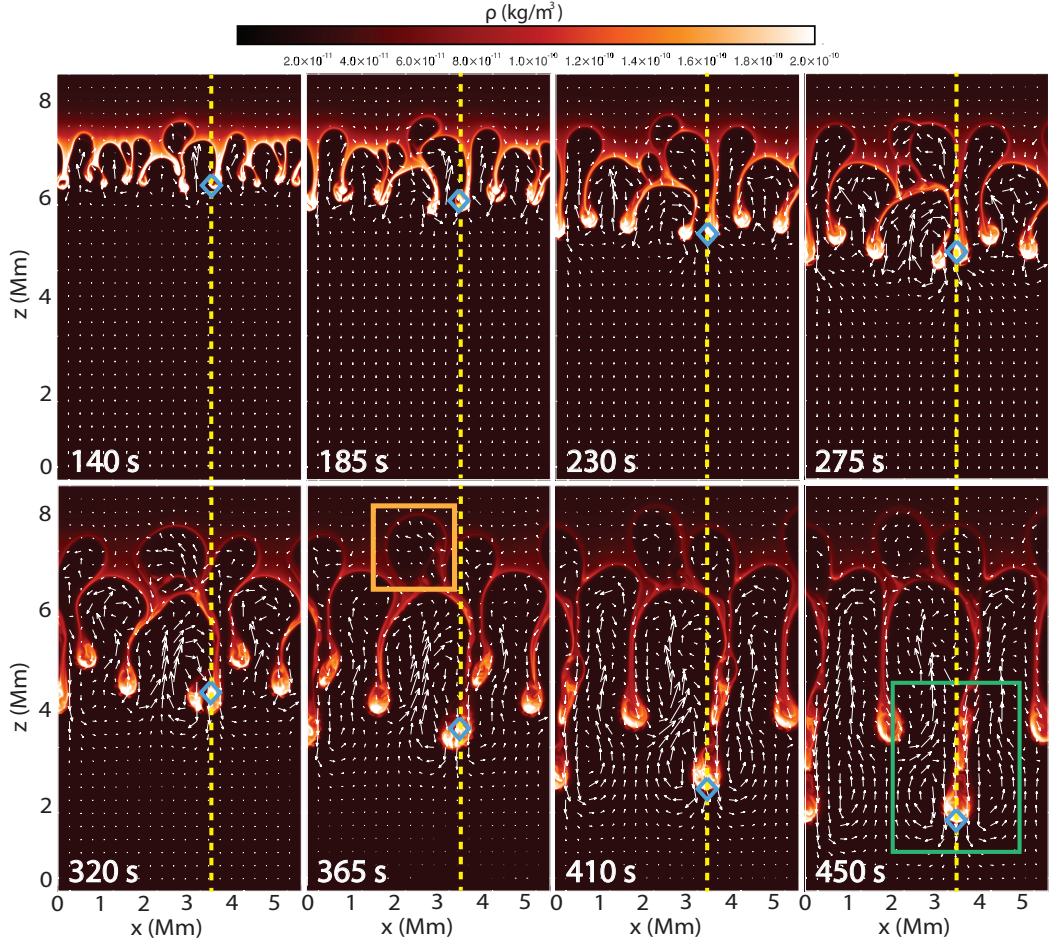 ρ (kg/m³)
2.0×10⁻¹¹ 4.0×10⁻¹¹ 6.0×10⁻¹¹ 8.0×10⁻¹¹ 1.0×10⁻¹⁰ 1.2×10⁻¹⁰ 1.4×10⁻¹⁰ 1.6×10⁻¹⁰ 1.8×10⁻¹⁰ 2.0×10⁻¹⁰
8
6
z (Mm)
4
2
0
140 s 185 s 230 s 275 s
8
6
z (Mm)
4
2
0
320 s 365 s 410 s 450 s
0 1 2 3 4 5 0 1 2 3 4 5 0 1 2 3 4 5 0 1 2 3 4 5
x (Mm) x (Mm) x (Mm) x (Mm)